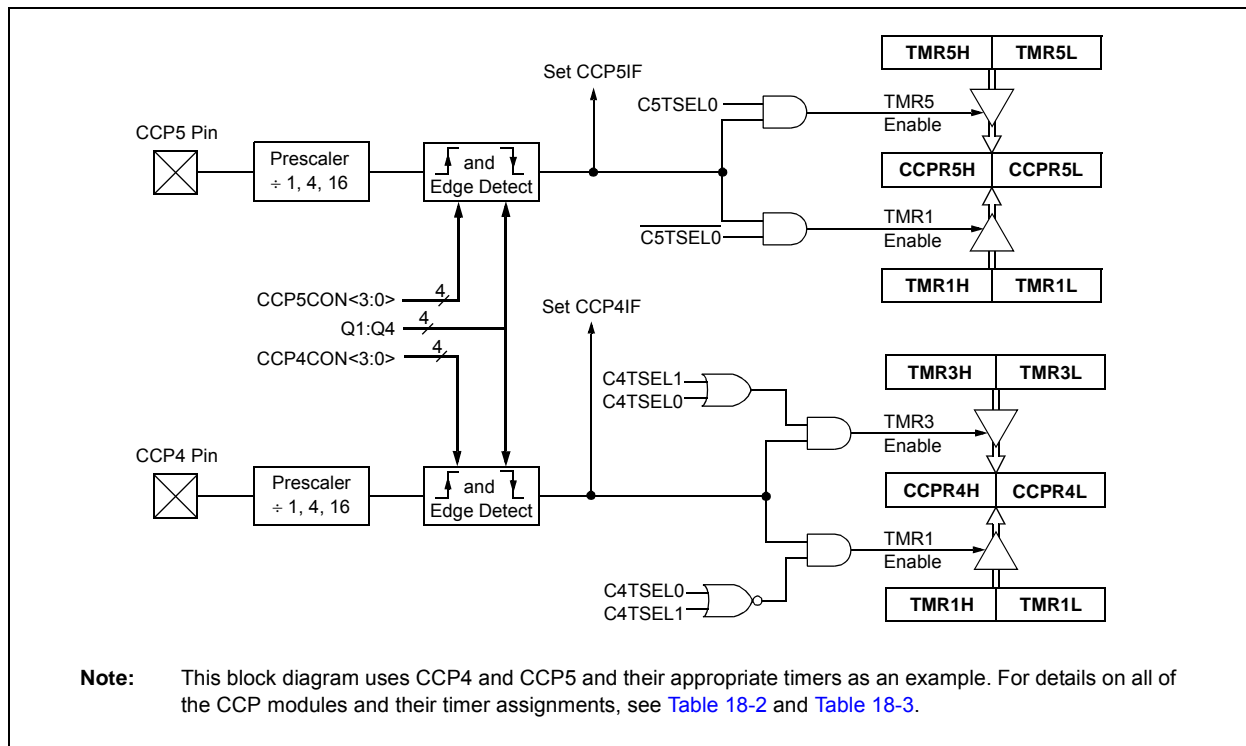 TMR5H TMR5L
Set CCP5IF
C5TSEL0
TMR5
Enable
CCP5 Pin
Prescaler
÷ 1, 4, 16
and
Edge Detect
CCPR5H CCPR5L
C5TSEL0
TMR1
Enable
TMR1H TMR1L
CCP5CON<3:0> 4
Q1:Q4 4
CCP4CON<3:0> 4
Set CCP4IF
TMR3H TMR3L
C4TSEL1
C4TSEL0
TMR3
Enable
CCP4 Pin
Prescaler
÷ 1, 4, 16
and
Edge Detect
CCPR4H CCPR4L
TMR1
Enable
C4TSEL0
C4TSEL1
TMR1H TMR1L
Note: This block diagram uses CCP4 and CCP5 and their appropriate timers as an example. For details on all of
the CCP modules and their timer assignments, see Table 18-2 and Table 18-3.